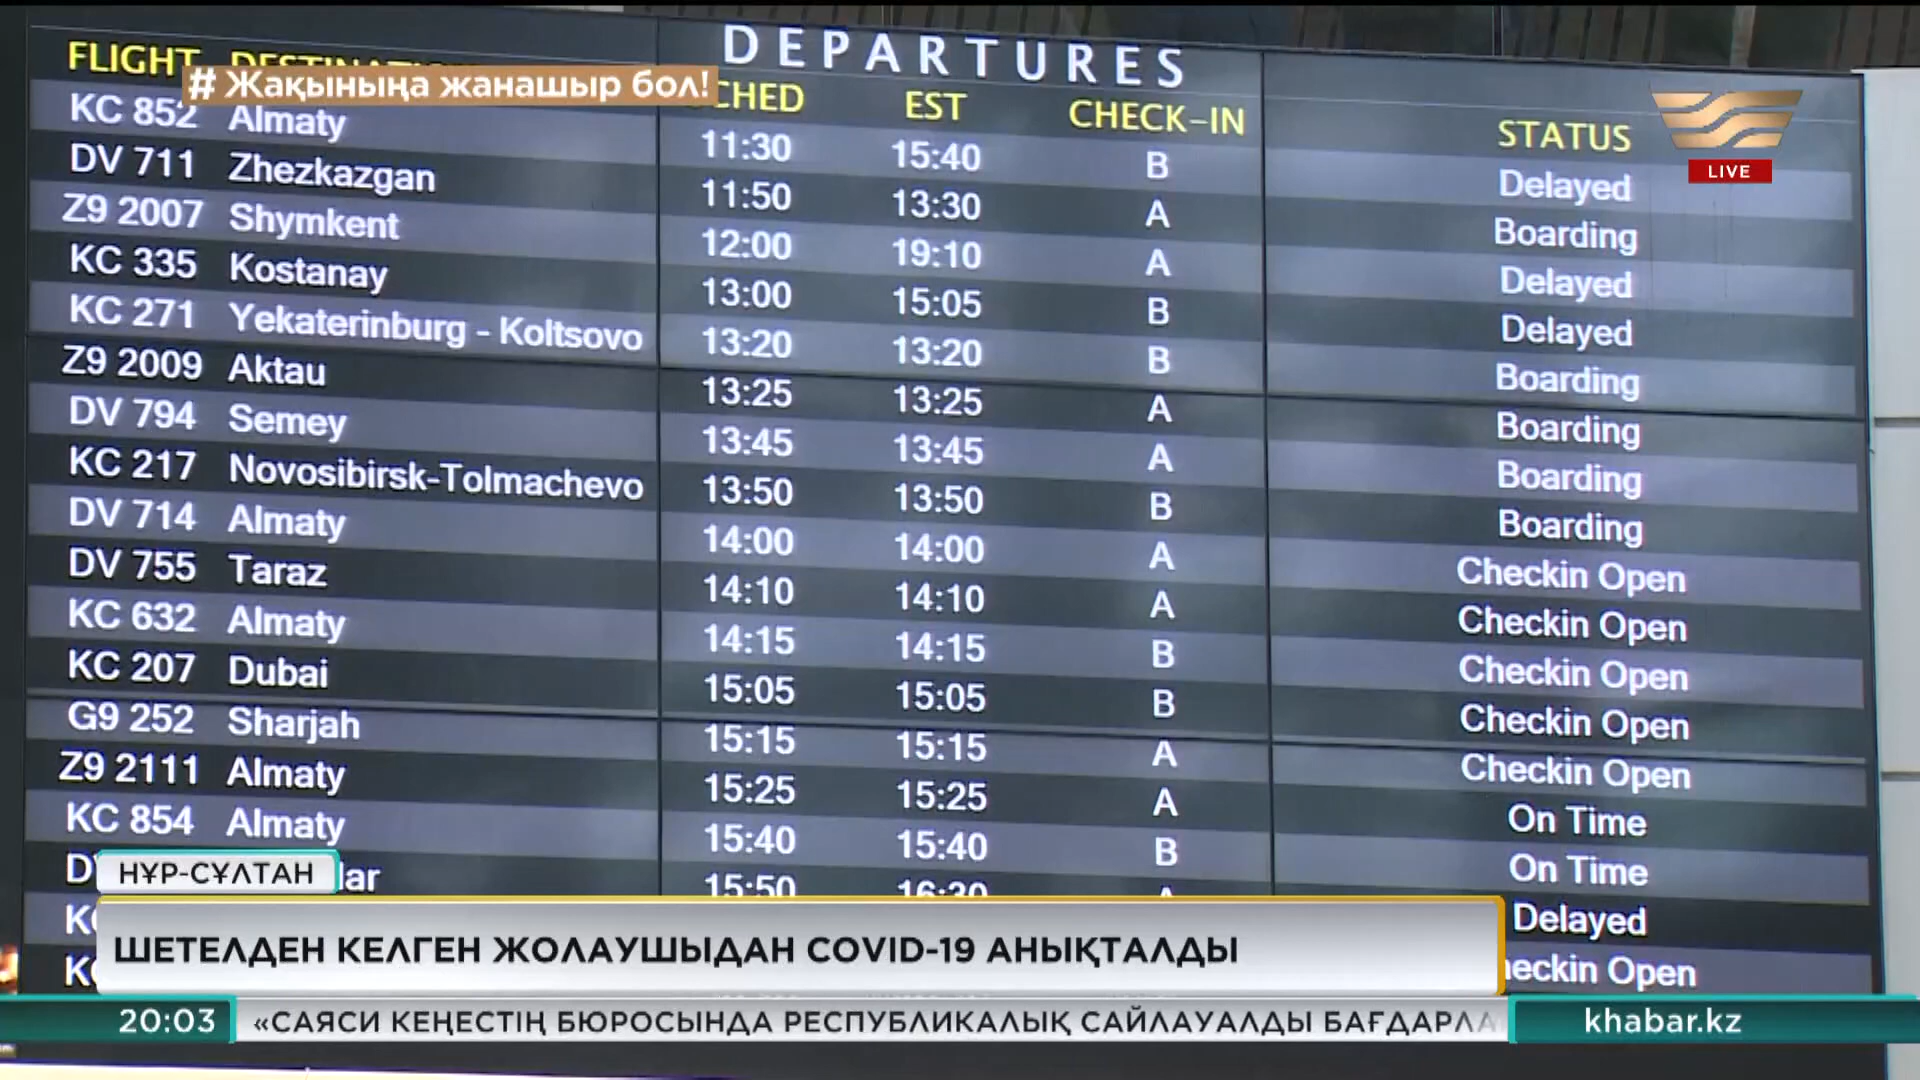 DEPARTURES
FLIGHT SCHED EST CHECK-IN STATUS
# Жақыныңа жанашыр бол!
LIVE
KC 852 Almaty 11:30 15:40 B Delayed
DV 711 Zhezkazgan 11:50 13:30 A Boarding
Z9 2007 Shymkent 12:00 19:10 A Delayed
KC 335 Kostanay 13:00 15:05 B Delayed
KC 271 Yekaterinburg - Koltsovo 13:20 13:20 B Boarding
Z9 2009 Aktau 13:25 13:25 A Boarding
DV 794 Semey 13:45 13:45 A Boarding
KC 217 Novosibirsk-Tolmachevo 13:50 13:50 B Boarding
DV 714 Almaty 14:00 14:00 A Checkin Open
DV 755 Taraz 14:10 14:10 A Checkin Open
KC 632 Almaty 14:15 14:15 B Checkin Open
KC 207 Dubai 15:05 15:05 B Checkin Open
G9 252 Sharjah 15:15 15:15 A Checkin Open
Z9 2111 Almaty 15:25 15:25 A On Time
KC 854 Almaty 15:40 15:40 B On Time
15:50 16:30 A Delayed
Open
НҰР-СҰЛТАН
ШЕТЕЛДЕН КЕЛГЕН ЖОЛАУШЫДАН COVID-19 АНЫҚТАЛДЫ
20:03 «САЯСИ КЕҢЕСТІҢ БЮРОСЫНДА РЕСПУБЛИКАЛЫҚ САЙЛАУАЛДЫ БАҒДАРЛА khabar.kz